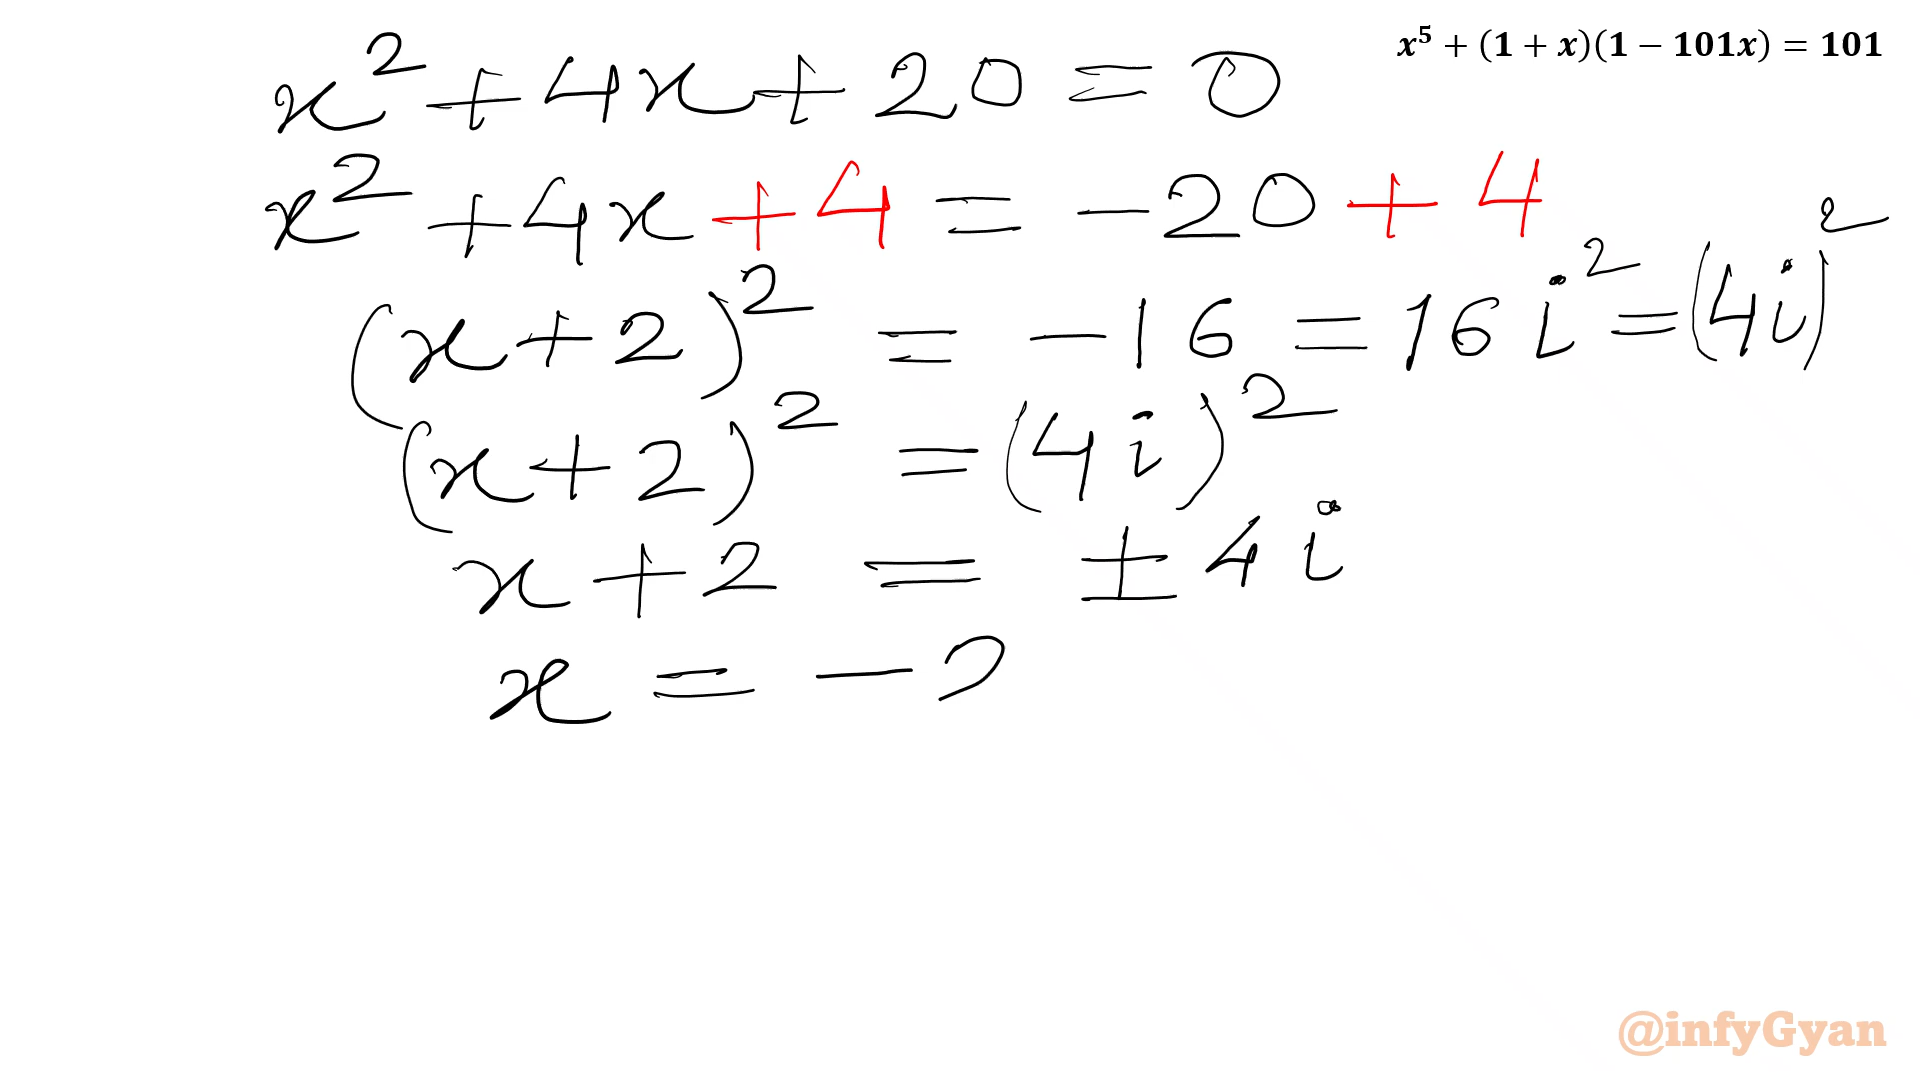 x⁵ + (1 + x)(1 − 101x) = 101
x² + 4x + 20 = 0
x² + 4x + 4 = −20 + 4
(x + 2)² = −16 = 16i² = (4i)²
(x + 2)² = (4i)²
x + 2 = ± 4i
x = −2
@infyGyan